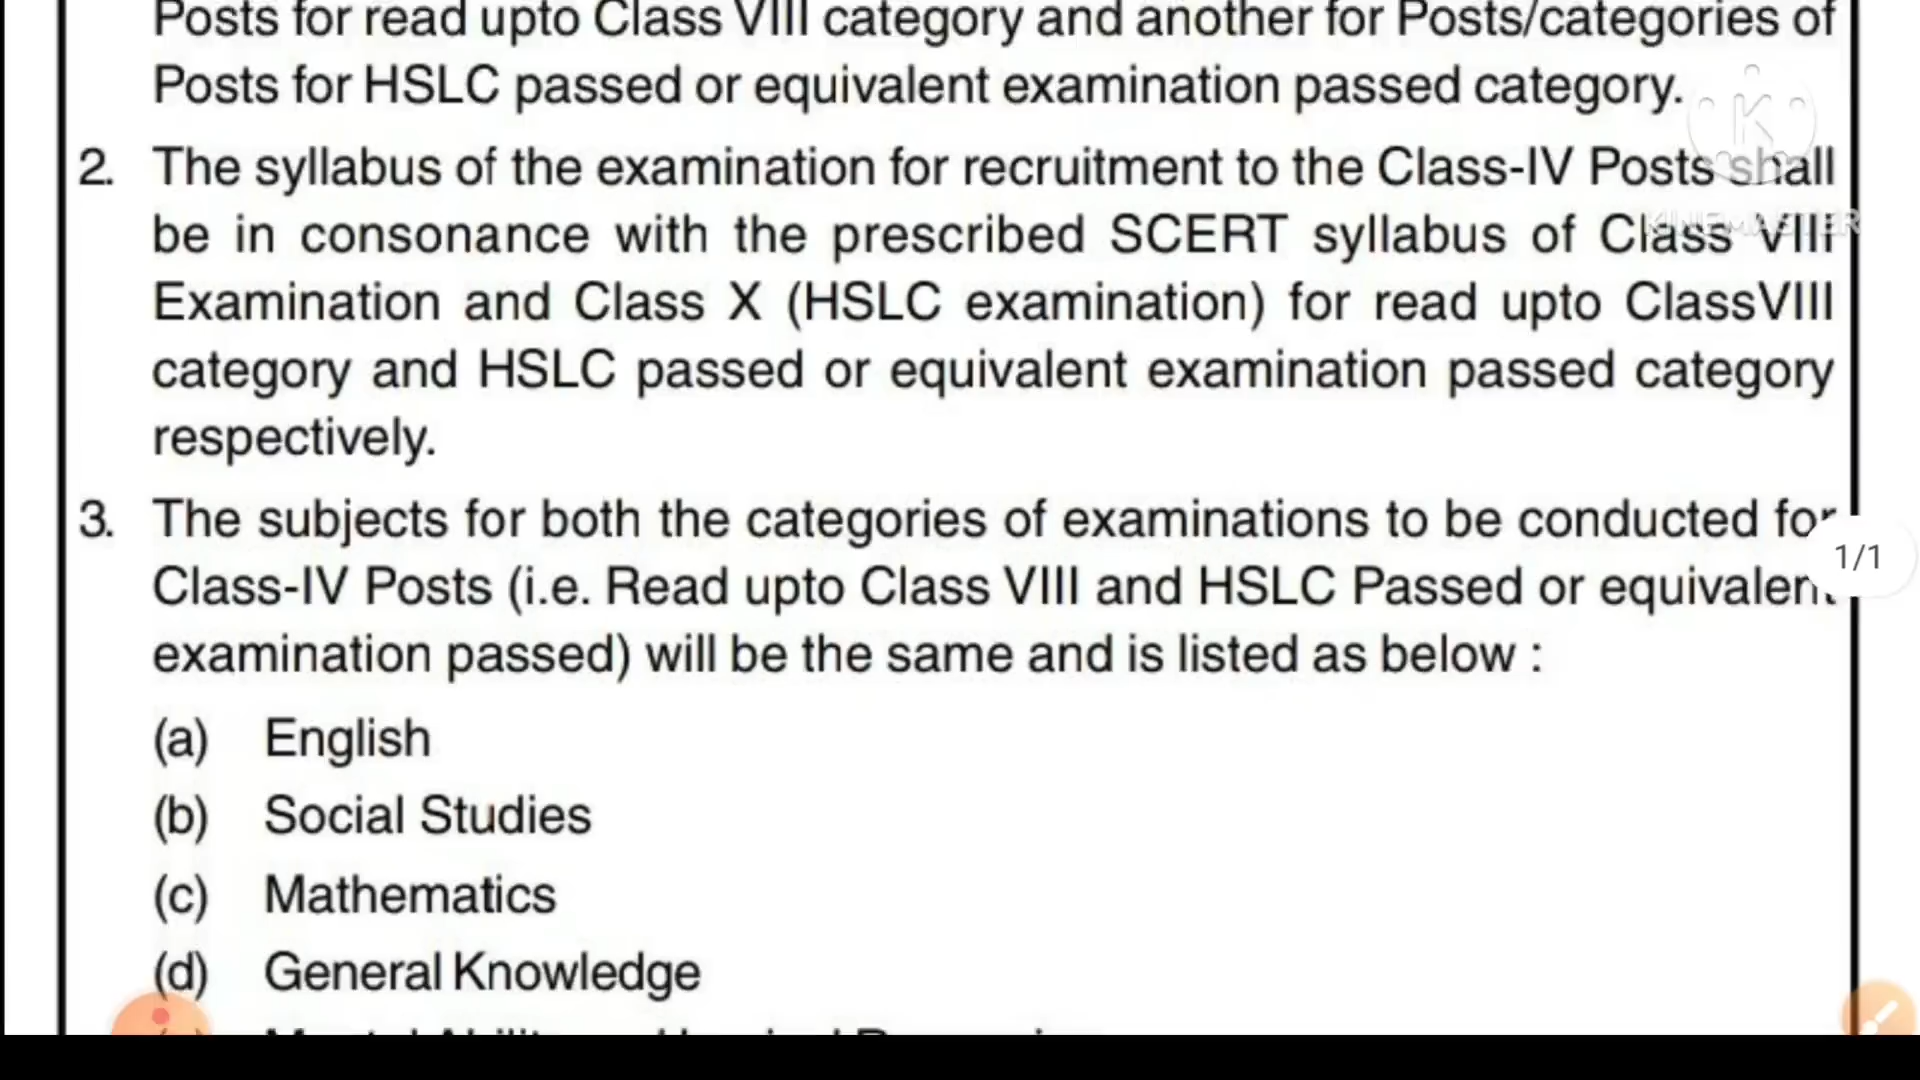 Posts for read upto Class VIII category and another for Posts/categories of
Posts for HSLC passed or equivalent examination passed category.
2. The syllabus of the examination for recruitment to the Class-IV Posts shall
be in consonance with the prescribed SCERT syllabus of Class VIII
KINEMASTER
Examination and Class X (HSLC examination) for read upto ClassVIII
category and HSLC passed or equivalent examination passed category
respectively.
3. The subjects for both the categories of examinations to be conducted for
1/1
Class-IV Posts (i.e. Read upto Class VIII and HSLC Passed or equivalent
examination passed) will be the same and is listed as below :
(a) English
(b) Social Studies
(c) Mathematics
(d) General Knowledge